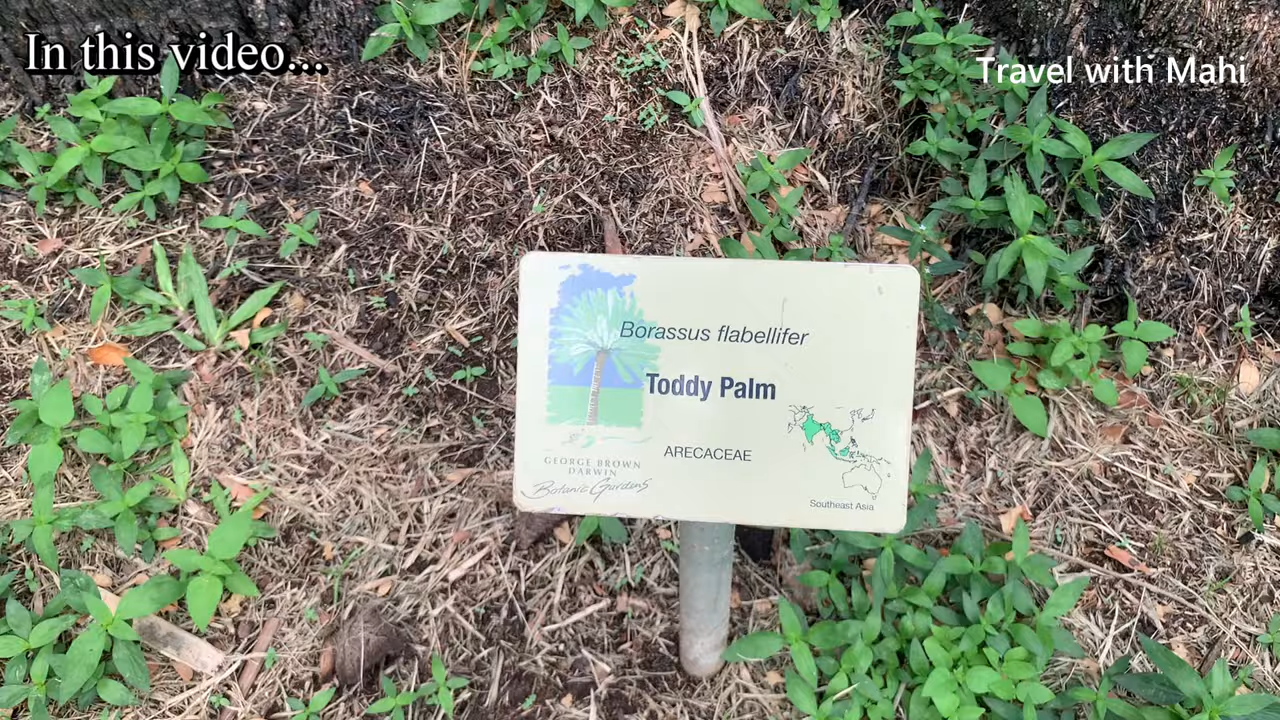 In this video...
Travel with Mahi
Borassus flabellifer
Toddy Palm
ARECACEAE
GEORGE BROWN
DARWIN
Botanic Gardens
Southeast Asia